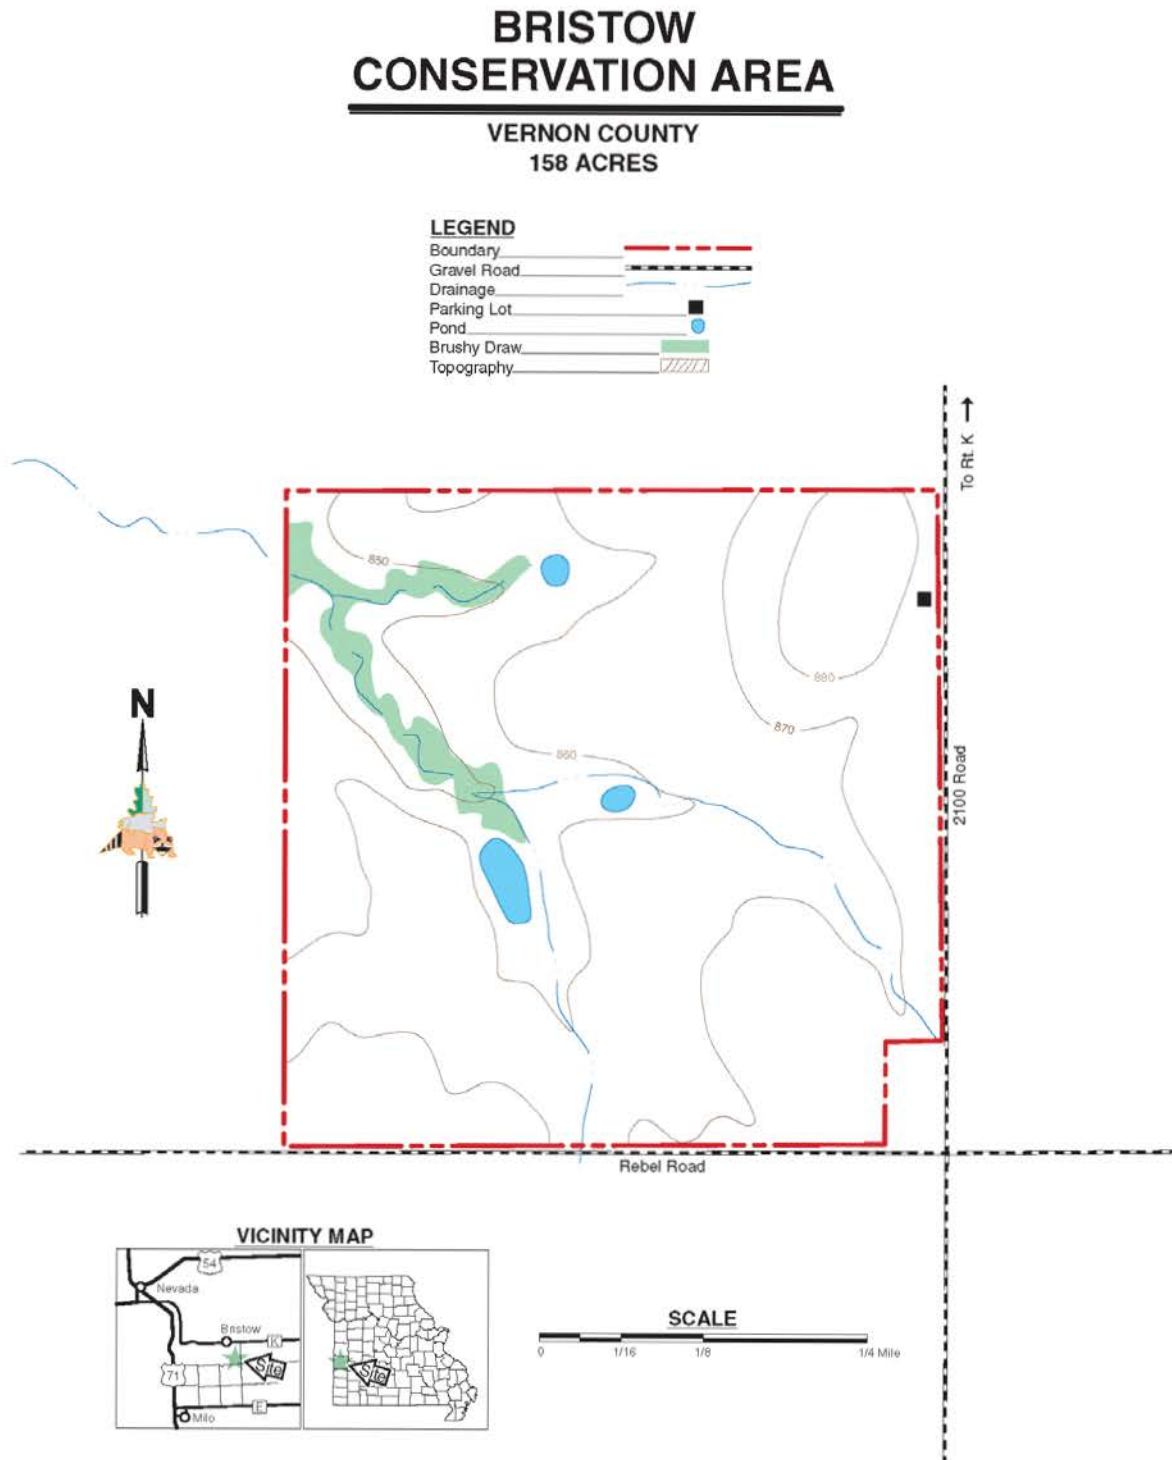 BRISTOW
CONSERVATION AREA
VERNON COUNTY
158 ACRES
LEGEND
Boundary
Gravel Road
Drainage
Parking Lot
Pond
Brushy Draw
Topography
To Rt. K
850
880
870
860
N
2100 Road
Rebel Road
VICINITY MAP
54
Nevada
Bristow
K
Site
71
E
Milo
Site
SCALE
0 1/16 1/8 1/4 Mile